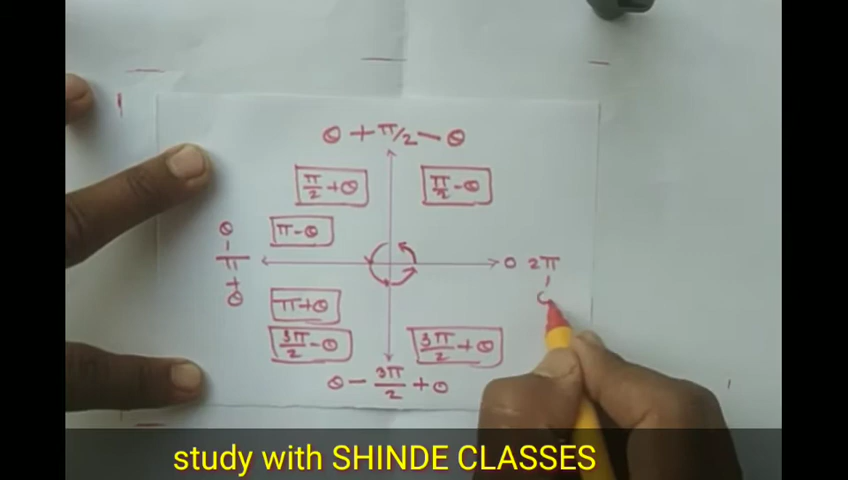 θ + π/2 − θ
π/2 + θ
π/2 − θ
θ
−
π
+
θ
π − θ
0 2π
−
π + θ
3π/2 − θ
3π/2 + θ
θ − 3π/2 + θ
study with SHINDE CLASSES